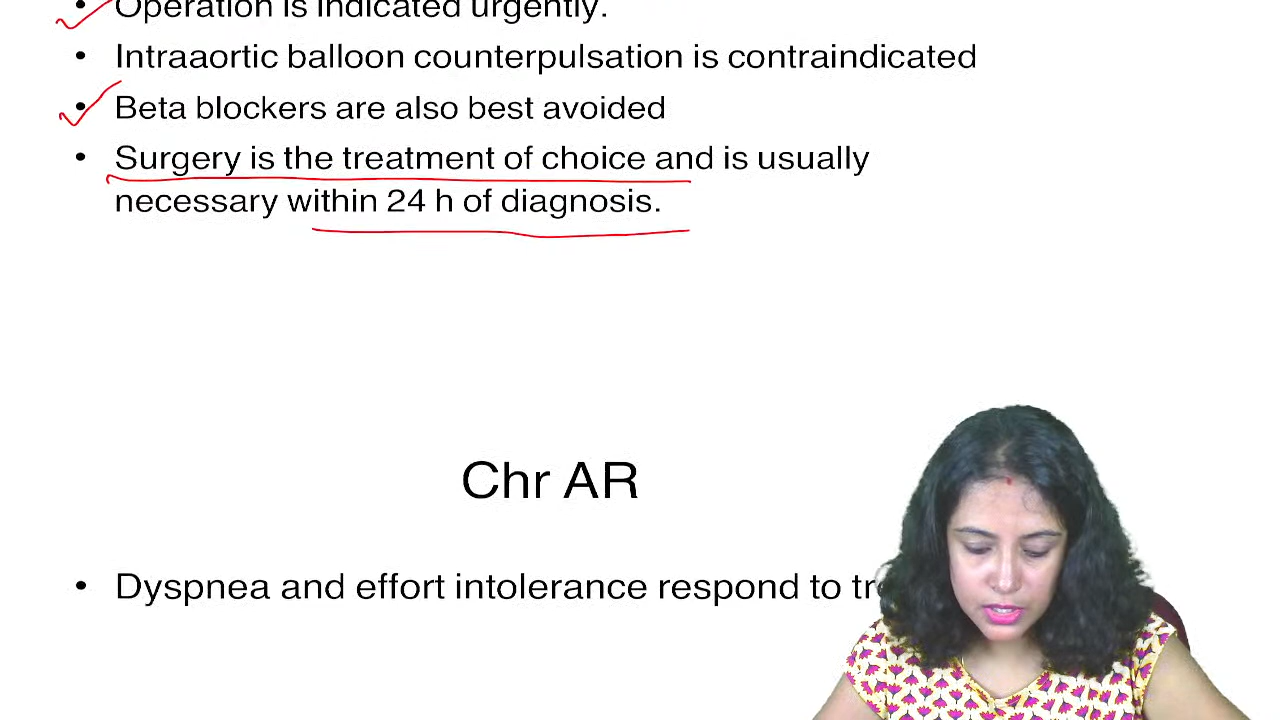 • Operation is indicated urgently.
• Intraaortic balloon counterpulsation is contraindicated
• Beta blockers are also best avoided
• Surgery is the treatment of choice and is usually
necessary within 24 h of diagnosis.
Chr AR
• Dyspnea and effort intolerance respond to